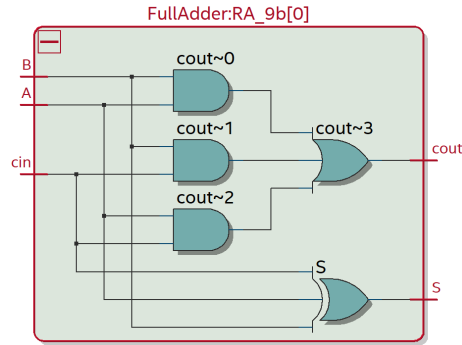 FullAdder:RA_9b[0]
B
A
cin
cout~0
cout~1
cout~2
cout~3
cout
S
S